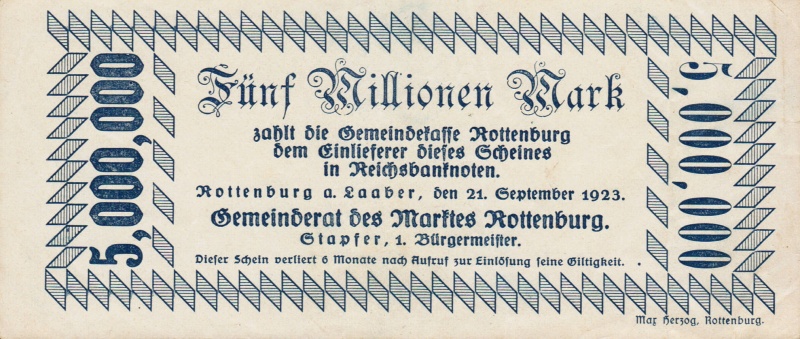 5,000,000
Fünf Millionen Mark
zahlt die Gemeindekasse Rottenburg
dem Einlieferer dieses Scheines
in Reichsbanknoten.
Rottenburg a. Laaber, den 21. September 1923.
Gemeinderat des Marktes Rottenburg.
Stapfer, 1. Bürgermeister.
Dieser Schein verliert 6 Monate nach Aufruf zur Einlösung seine Giltigkeit.
5,000,000
Max Herzog, Rottenburg.